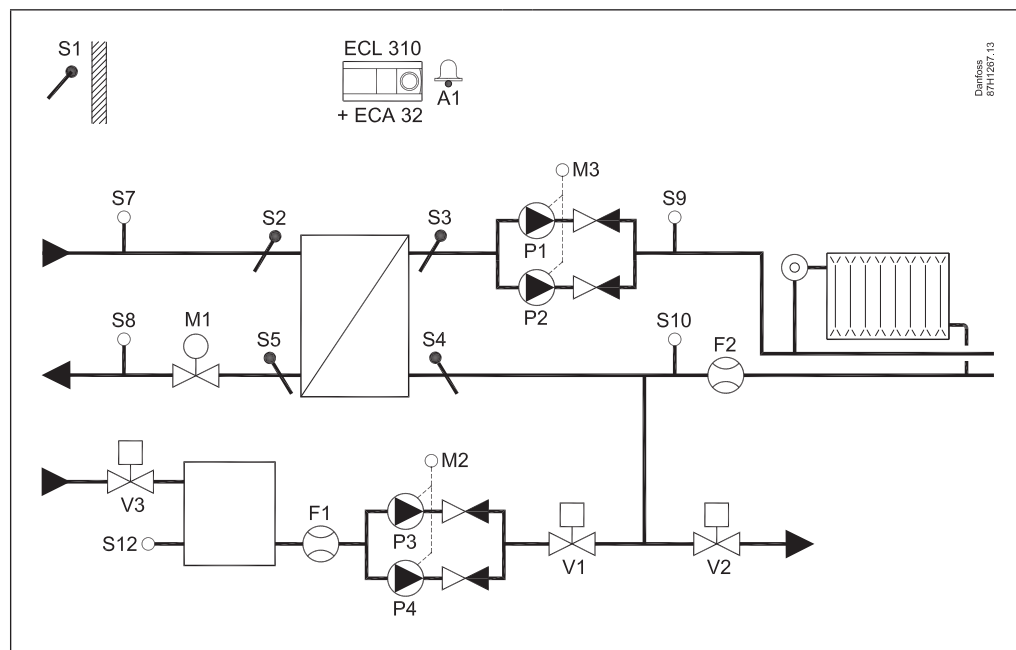 S1
ECL 310
A1
+ ECA 32
Danfoss
87H1267.13
M3
S7
S2
S3
S9
P1
P2
S8
M1
S5
S4
S10
F2
M2
V3
F1
P3
S12
V1
V2
P4